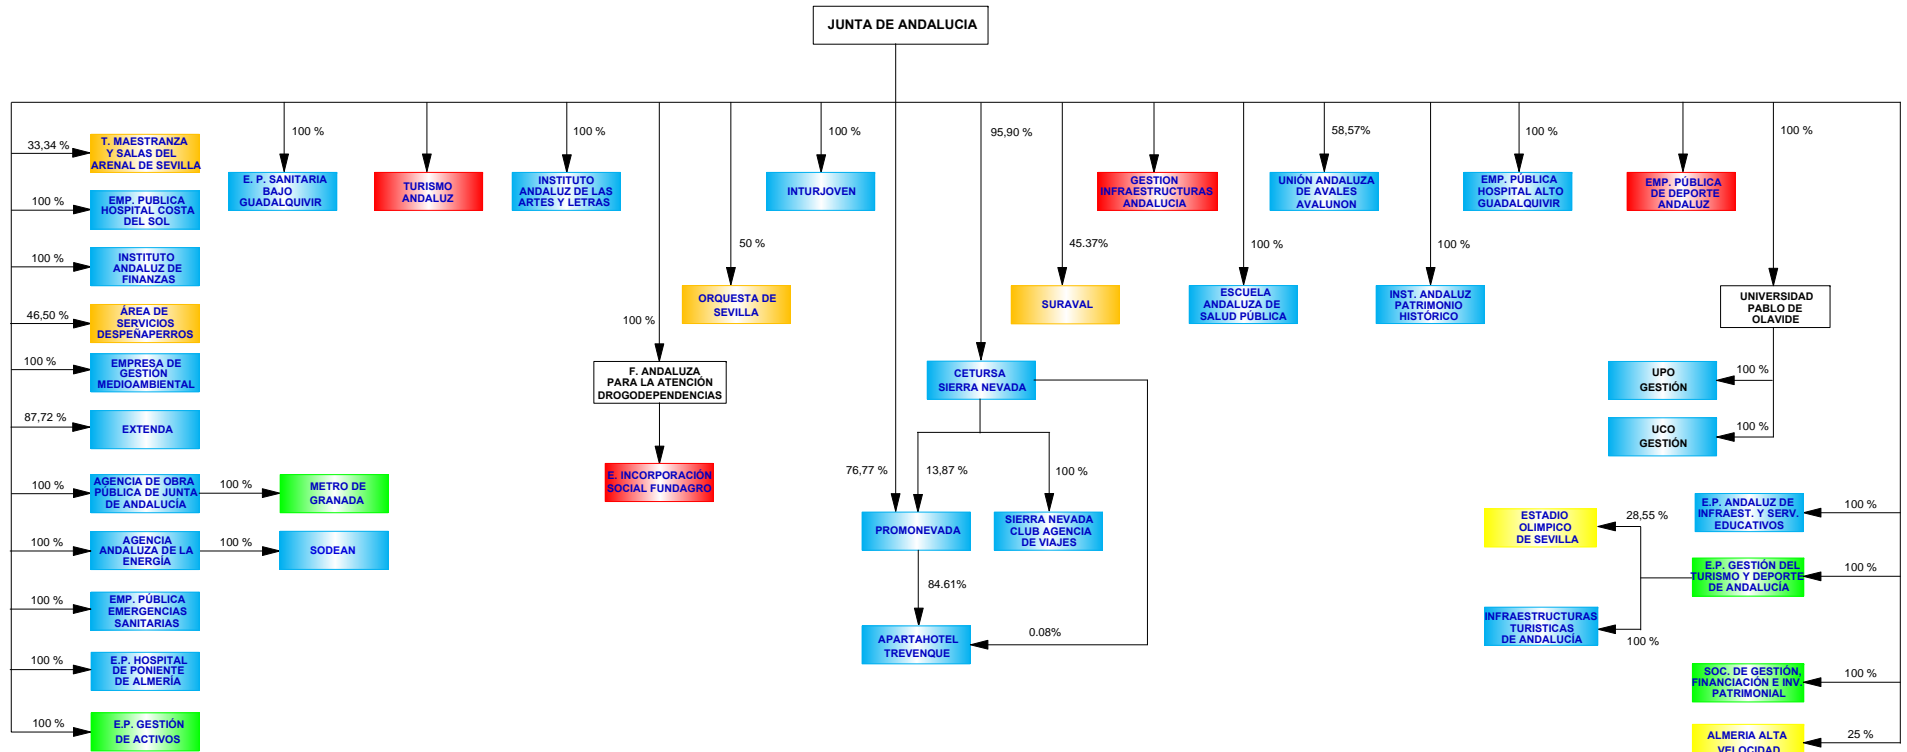 JUNTA DE ANDALUCIA
33,34 %
T. MAESTRANZA
Y SALAS DEL
ARENAL DE SEVILLA
100 %
EMP. PUBLICA
HOSPITAL COSTA
DEL SOL
100 %
INSTITUTO
ANDALUZ DE
FINANZAS
46,50 %
ÁREA DE
SERVICIOS
DESPEÑAPERROS
100 %
EMPRESA DE
GESTIÓN
MEDIOAMBIENTAL
87,72 %
EXTENDA
100 %
AGENCIA DE OBRA
PÚBLICA DE JUNTA
DE ANDALUCÍA
100 %
METRO DE
GRANADA
100 %
AGENCIA
ANDALUZA DE LA
ENERGÍA
100 %
SODEAN
100 %
EMP. PÚBLICA
EMERGENCIAS
SANITARIAS
100 %
E.P. HOSPITAL
DE PONIENTE
DE ALMERÍA
100 %
E.P. GESTIÓN
DE ACTIVOS
100 %
E. P. SANITARIA
BAJO
GUADALQUIVIR
TURISMO
ANDALUZ
100 %
INSTITUTO
ANDALUZ DE LAS
ARTES Y LETRAS
100 %
F. ANDALUZA
PARA LA ATENCIÓN
DROGODEPENDENCIAS
E. INCORPORACIÓN
SOCIAL FUNDAGRO
50 %
ORQUESTA DE
SEVILLA
100 %
INTURJOVEN
95,90 %
CETURSA
SIERRA NEVADA
76,77 %
13,87 %
100 %
PROMONEVADA
SIERRA NEVADA
CLUB AGENCIA
DE VIAJES
84.61%
0.08%
APARTAHOTEL
TREVENQUE
45.37%
SURAVAL
GESTION
INFRAESTRUCTURAS
ANDALUCIA
100 %
ESCUELA
ANDALUZA DE
SALUD PÚBLICA
58,57%
UNIÓN ANDALUZA
DE AVALES
AVALUNON
100 %
INST. ANDALUZ
PATRIMONIO
HISTÓRICO
100 %
EMP. PÚBLICA
HOSPITAL ALTO
GUADALQUIVIR
EMP. PÚBLICA
DE DEPORTE
ANDALUZ
100 %
UNIVERSIDAD
PABLO DE
OLAVIDE
UPO
GESTIÓN
100 %
UCO
GESTIÓN
100 %
E.P. ANDALUZ DE
INFRAEST. Y SERV.
EDUCATIVOS
100 %
ESTADIO
OLIMPICO
DE SEVILLA
28,55 %
E.P. GESTIÓN DEL
TURISMO Y DEPORTE
DE ANDALUCÍA
100 %
INFRAESTRUCTURAS
TURISTICAS
DE ANDALUCÍA
100 %
SOC. DE GESTIÓN,
FINANCIACIÓN E INV.
PATRIMONIAL
100 %
ALMERIA ALTA
VELOCIDAD
25 %